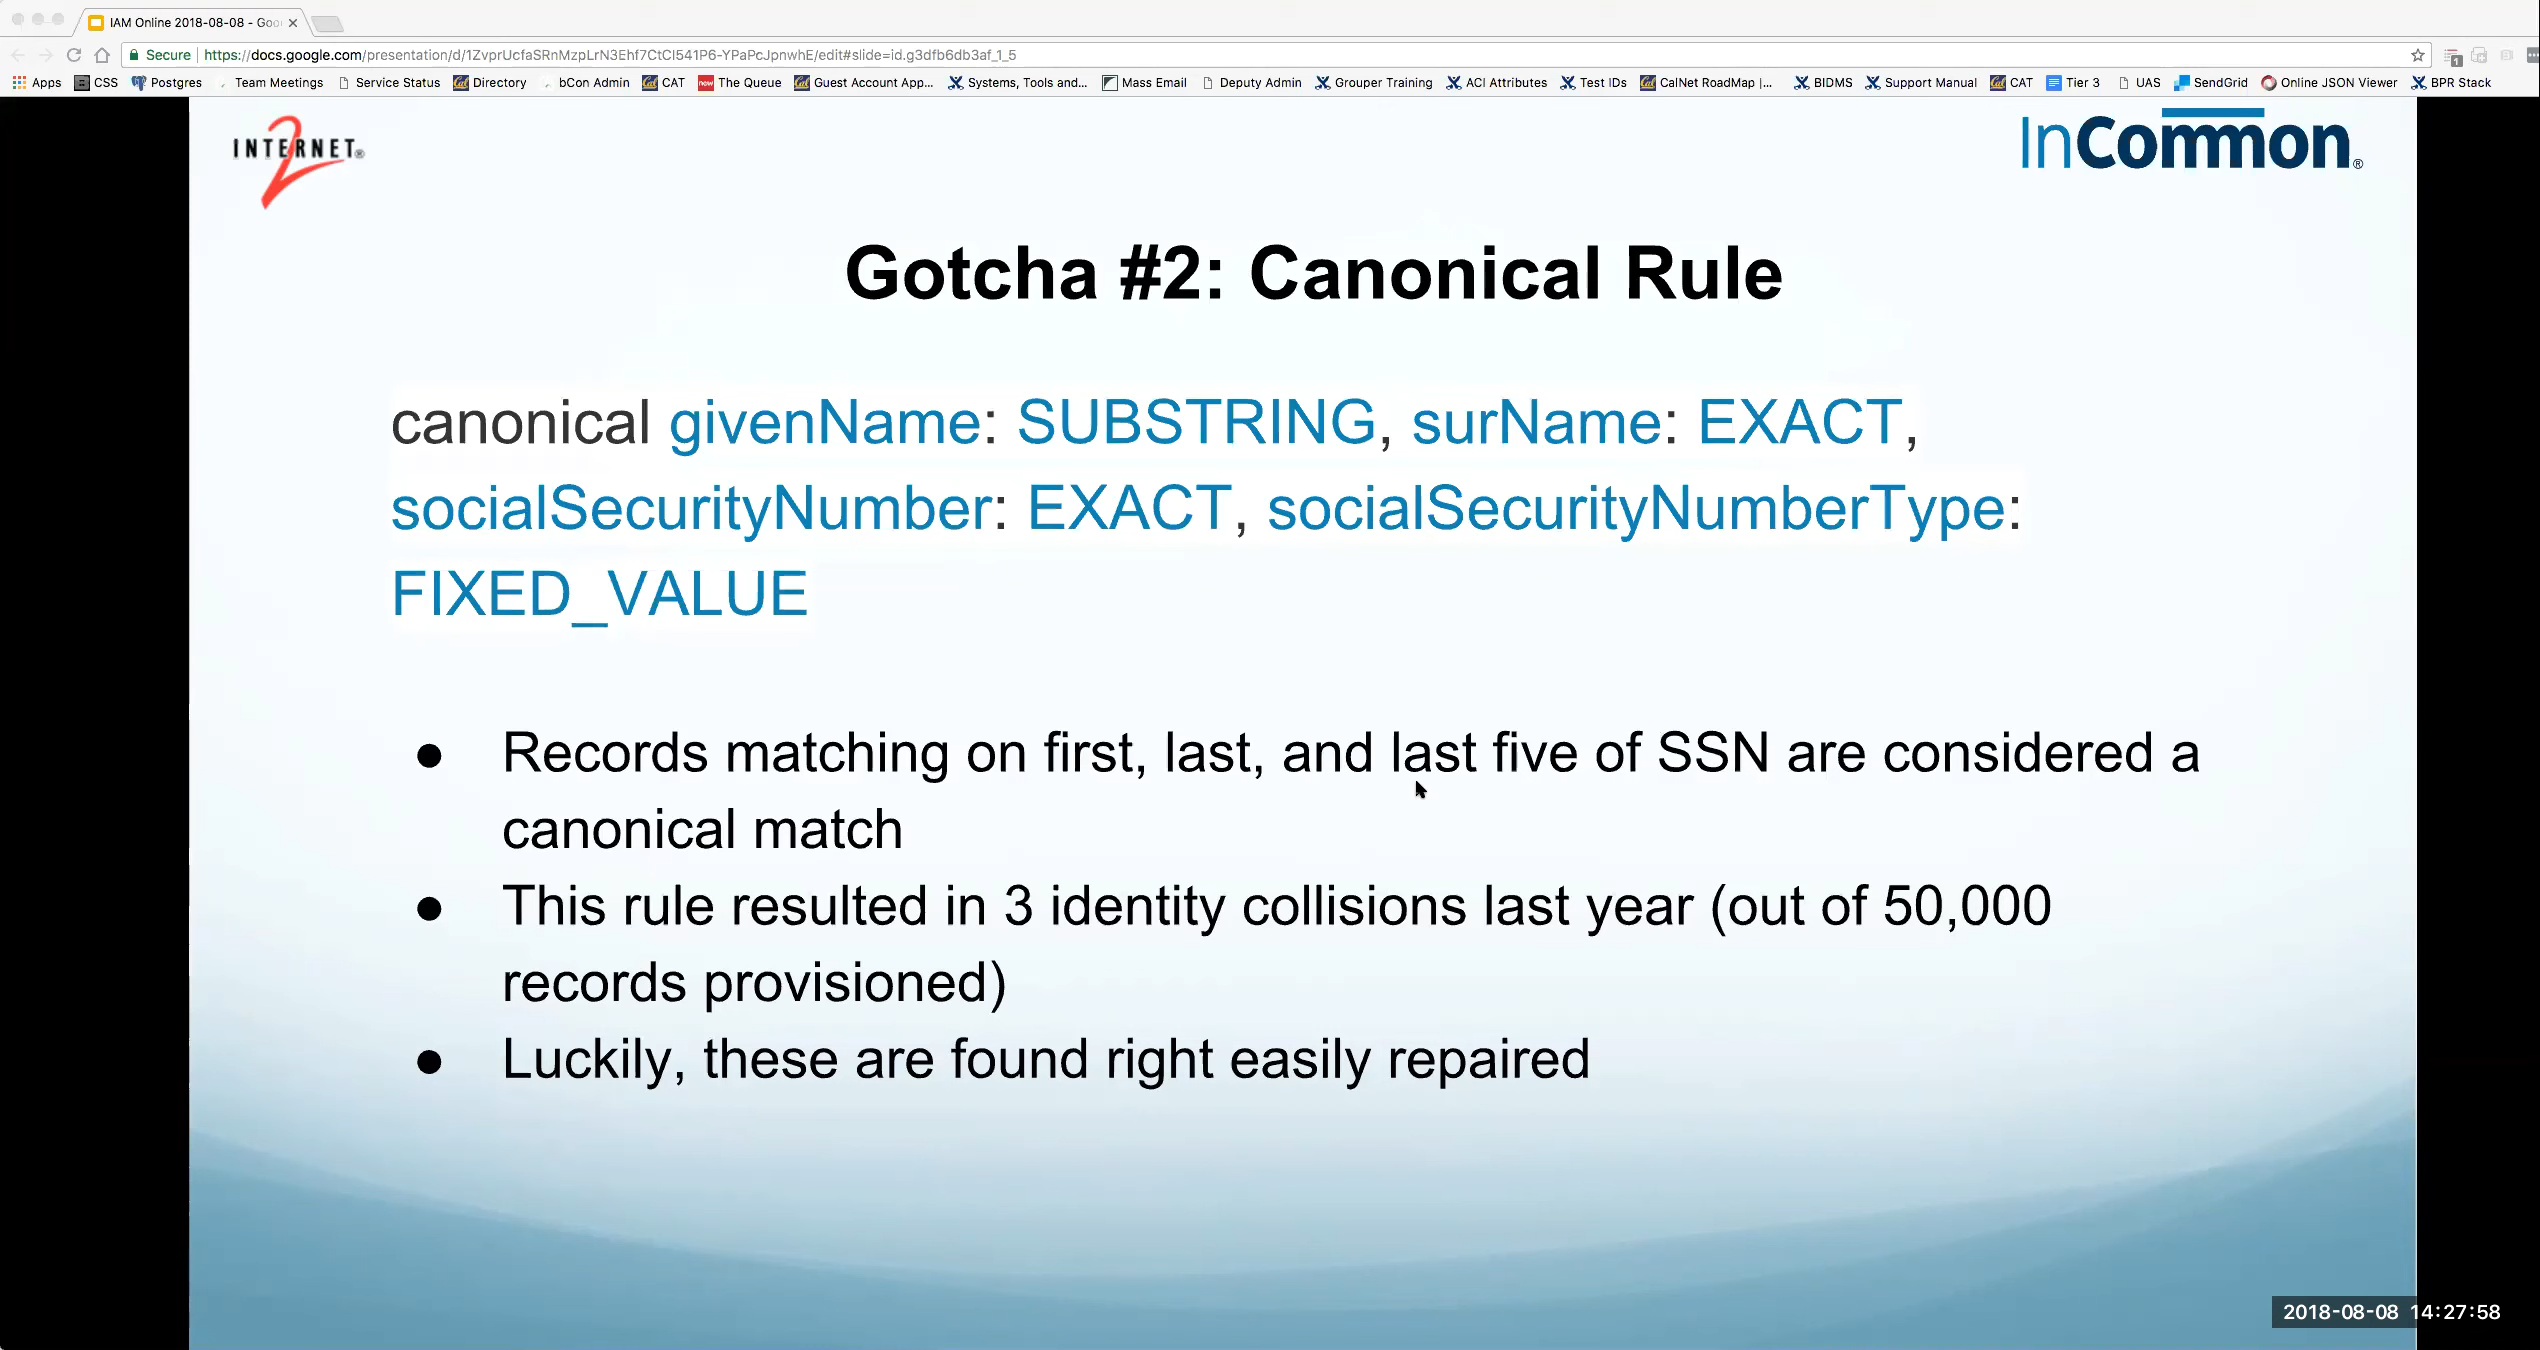 IAM Online 2018-08-08 - Goo
Secure https://docs.google.com/presentation/d/1ZvprUcfaSRnMzpLrN3Ehf7CtCI541P6-YPaPcJpnwhE/edit#slide=id.g3dfb6db3af_1_5
Apps CSS Postgres Team Meetings Service Status Directory bCon Admin CAT The Queue Guest Account App... Systems, Tools and... Mass Email Deputy Admin Grouper Training ACI Attributes Test IDs CalNet RoadMap |... BIDMS Support Manual CAT Tier 3 UAS SendGrid Online JSON Viewer BPR Stack
INTERNET® 2
InCommon®
Gotcha #2: Canonical Rule
canonical givenName: SUBSTRING, surName: EXACT,
socialSecurityNumber: EXACT, socialSecurityNumberType:
FIXED_VALUE
● Records matching on first, last, and last five of SSN are considered a
canonical match
● This rule resulted in 3 identity collisions last year (out of 50,000
records provisioned)
● Luckily, these are found right easily repaired
2018-08-08 14:27:58